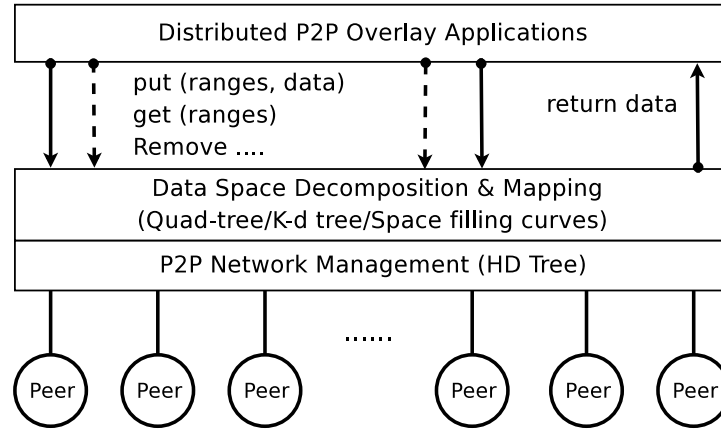 Distributed P2P Overlay Applications
put (ranges, data)
get (ranges)
Remove ....
return data
Data Space Decomposition & Mapping
(Quad-tree/K-d tree/Space filling curves)
P2P Network Management (HD Tree)
......
Peer Peer Peer Peer Peer Peer